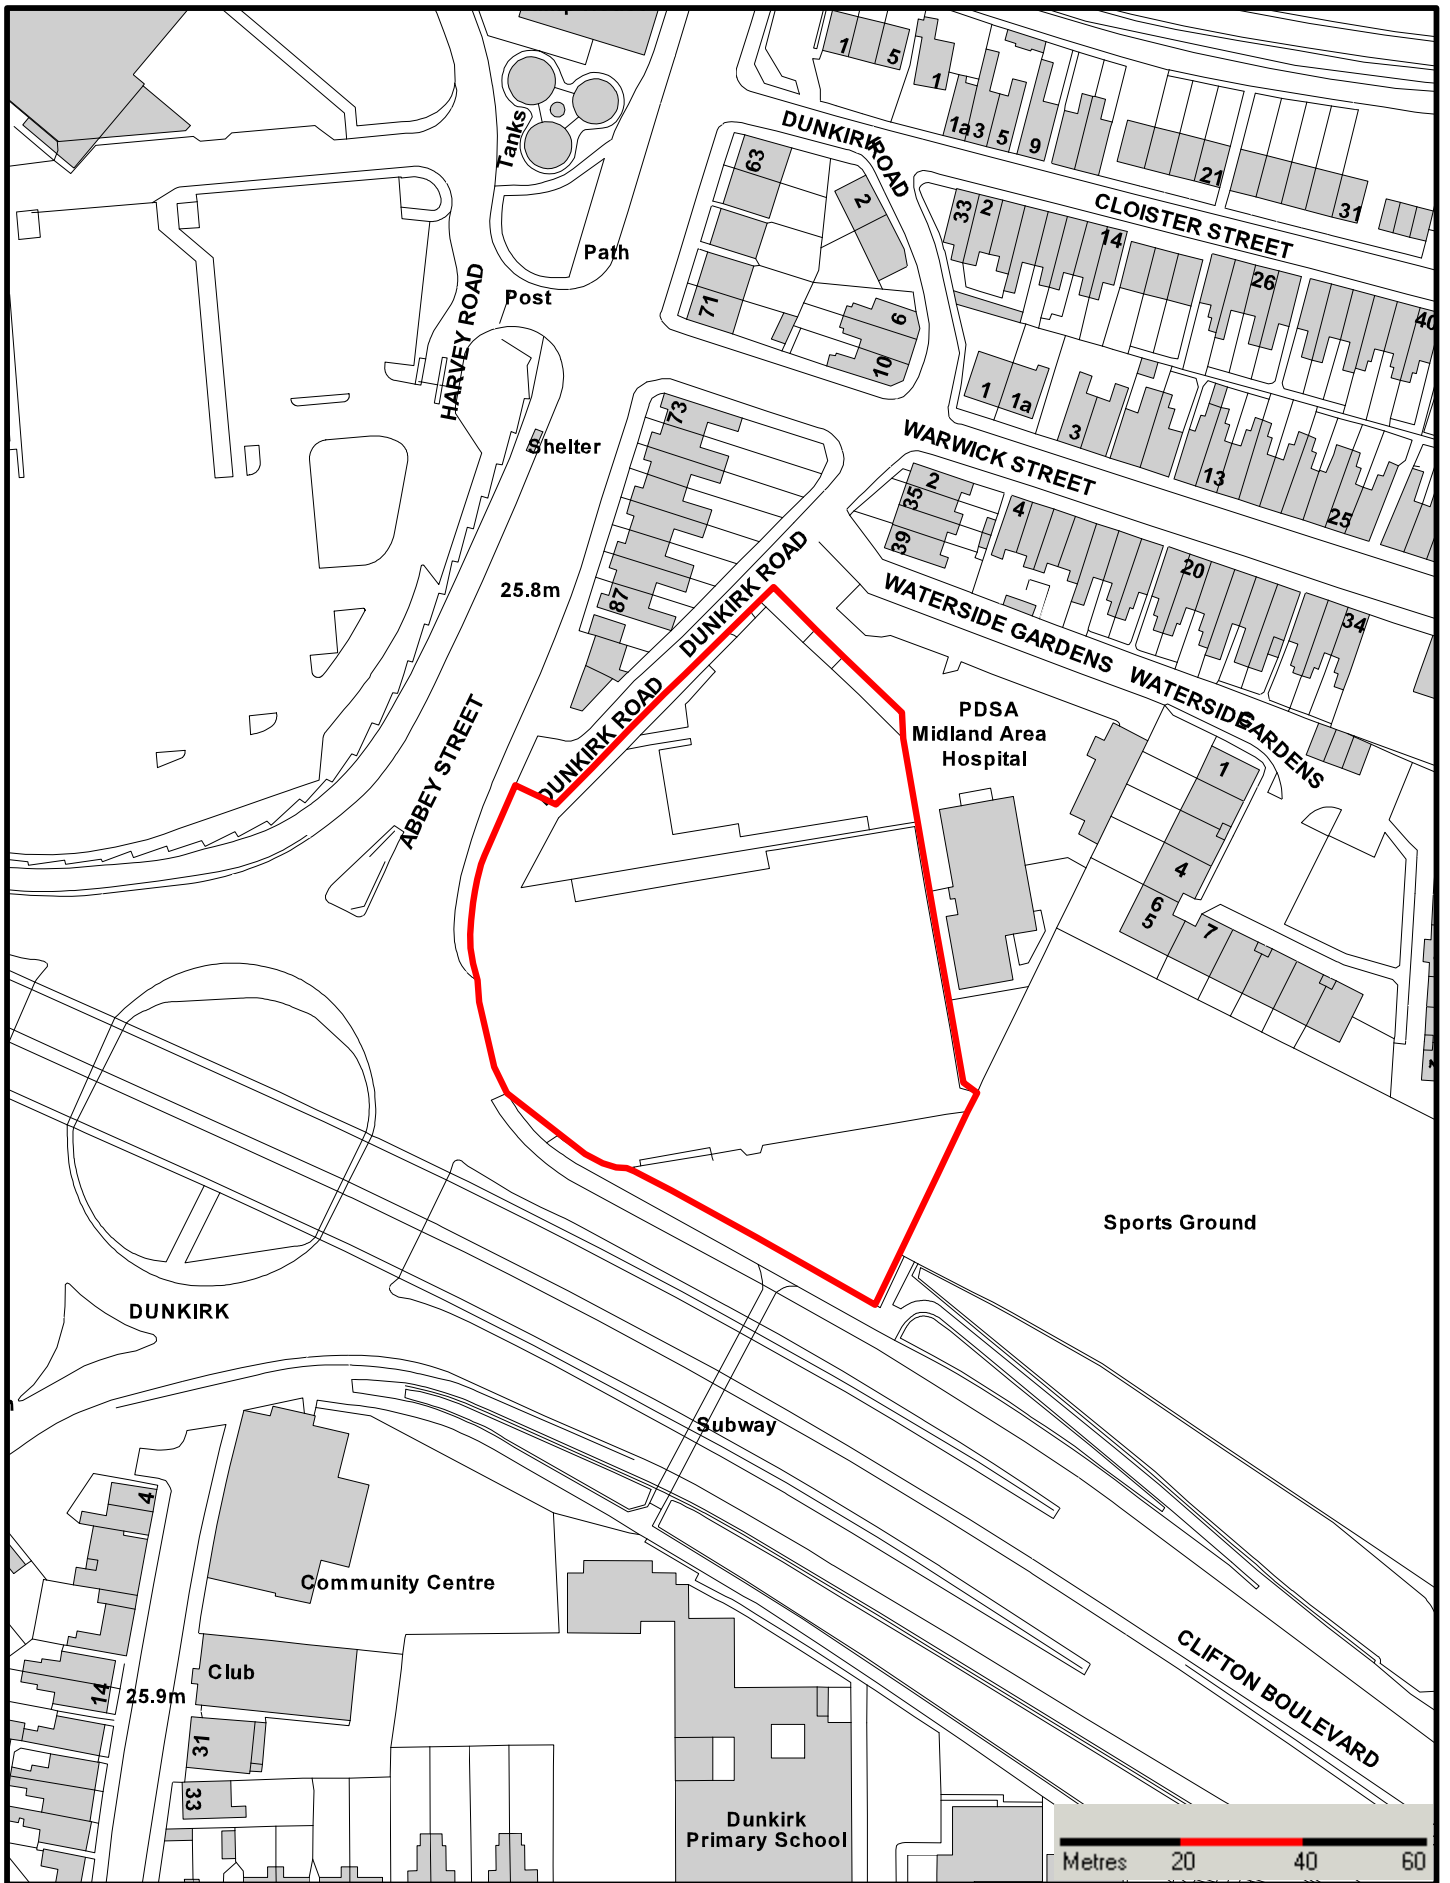 1
5
1
1a
3
5
9
21
31
DUNKIRK ROAD
CLOISTER STREET
Tanks
63
2
33
2
14
26
40
Path
Post
HARVEY ROAD
71
6
10
1
1a
3
13
25
WARWICK STREET
73
Shelter
2
35
39
4
20
34
25.8m
87
DUNKIRK ROAD
DUNKIRK ROAD
WATERSIDE GARDENS
WATERSIDE GARDENS
PDSA
Midland Area
Hospital
ABBEY STREET
1
4
6
5
7
Sports Ground
DUNKIRK
Subway
4
Community Centre
Club
14
25.9m
31
33
CLIFTON BOULEVARD
Dunkirk
Primary School
Metres 20 40 60